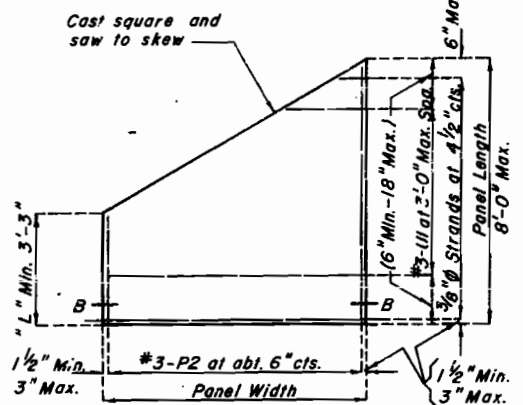 Cast square and
saw to skew
6" Ma
"L" Min. 3'-3"
(6" Min.-18" Max.)
#3-U1 at 3'-0" Max. Spa.
3/8" Φ Strands at 4 1/2" cts.
Panel Length
8'-0" Max.
B
B
1 1/2" Min.
3" Max.
#3-P2 at abt. 6" cts.
Panel Width
1 1/2" Min.
3" Max.